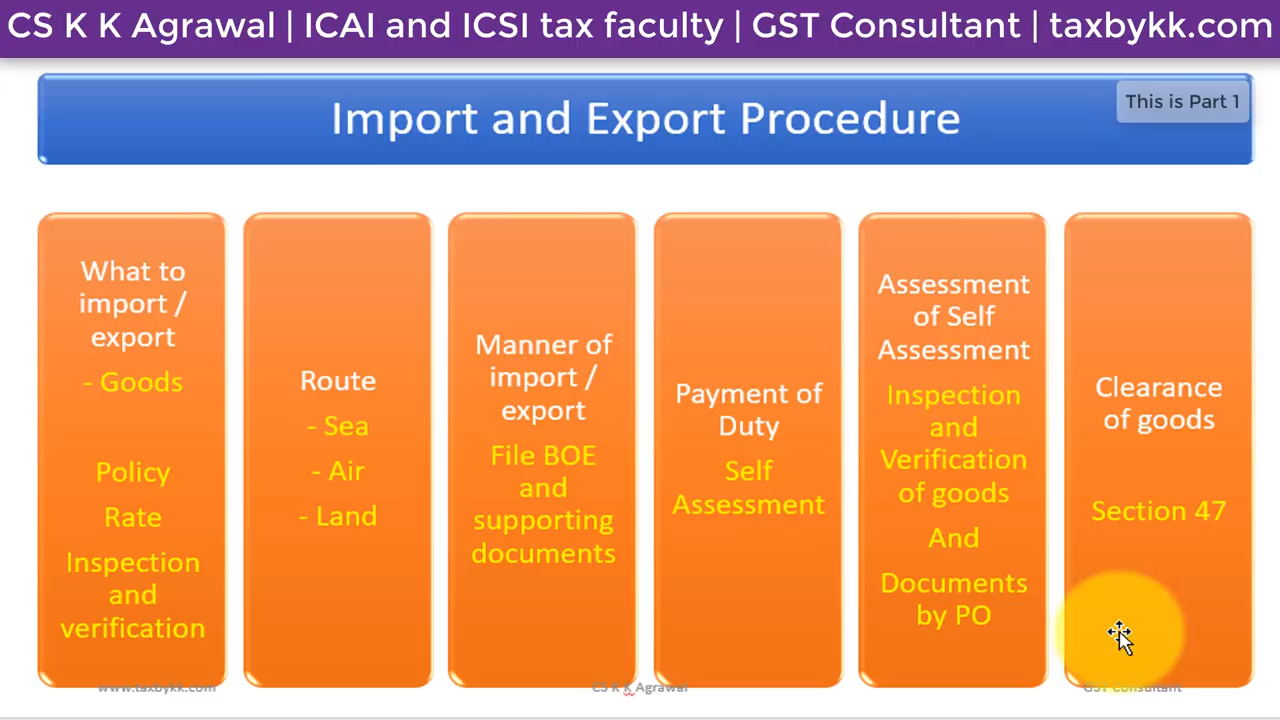 CS K K Agrawal | ICAI and ICSI tax faculty | GST Consultant | taxbykk.com
Import and Export Procedure
This is Part 1
What to
import /
export
- Goods
Policy
Rate
Inspection
and
verification
Route
- Sea
- Air
- Land
Manner of
import /
export
File BOE
and
supporting
documents
Payment of
Duty
Self
Assessment
Assessment
of Self
Assessment
Inspection
and
Verification
of goods
And
Documents
by PO
Clearance
of goods
Section 47
www.taxbykk.com
CS K K Agrawal
GST Consultant